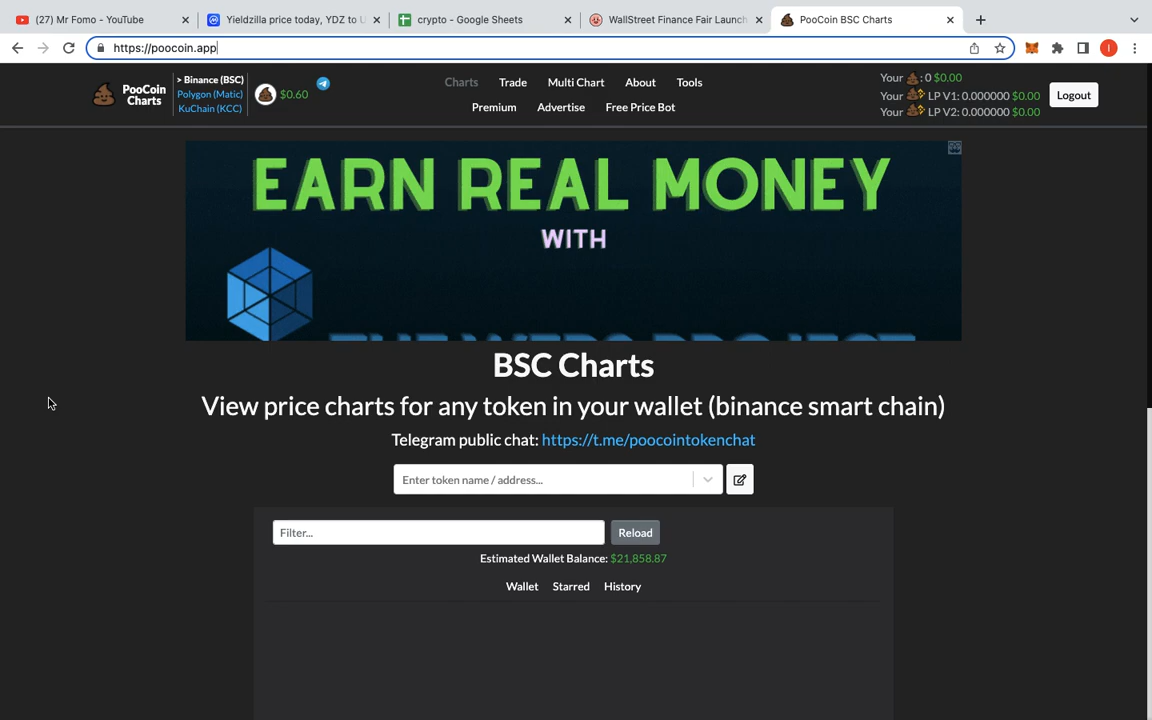 (27) Mr Fomo - YouTube
Yieldzilla price today, YDZ to U
crypto - Google Sheets
WallStreet Finance Fair Launch
PooCoin BSC Charts
https://poocoin.app
I
PooCoin
Charts
> Binance (BSC)
Polygon (Matic)
KuChain (KCC)
$0.60
Charts
Trade
Multi Chart
About
Tools
Premium
Advertise
Free Price Bot
Your : 0 $0.00
Your LP V1: 0.000000 $0.00
Your LP V2: 0.000000 $0.00
Logout
EARN REAL MONEY
WITH
BSC Charts
View price charts for any token in your wallet (binance smart chain)
Telegram public chat: https://t.me/poocointokenchat
Enter token name / address...
Filter...
Reload
Estimated Wallet Balance: $21,858.87
Wallet
Starred
History